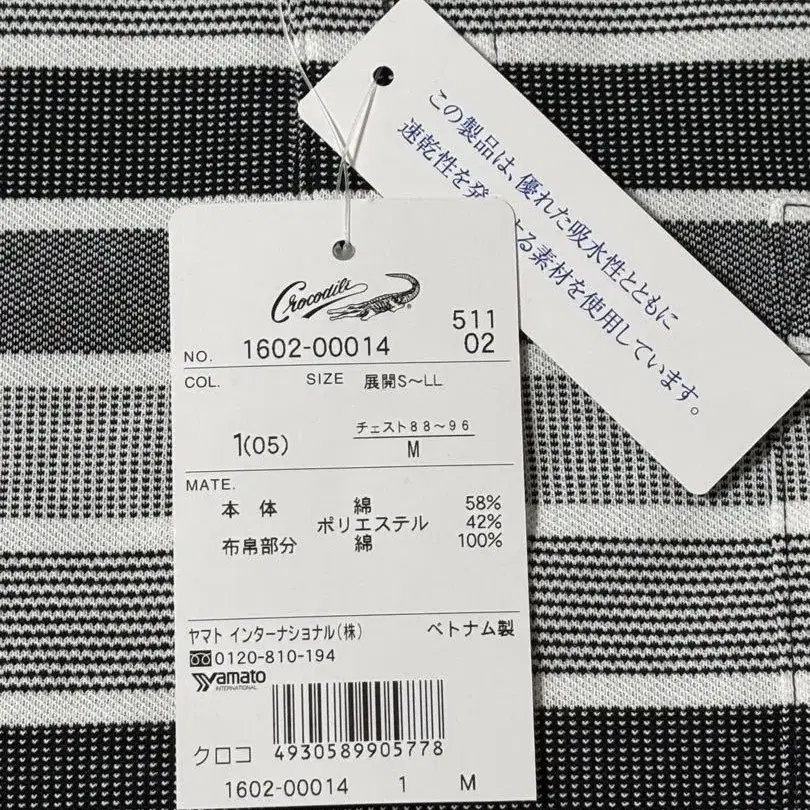 この製品は、優れた吸水性とともに
速乾性を発 する素材を使用しています。
Crocodile
511
NO. 1602-00014 02
COL. SIZE 展開S～LL
チェスト88～96
1(05) M
MATE.
本体 綿 58%
ポリエステル 42%
布帛部分 綿 100%
ヤマト インターナショナル(株) ベトナム製
0120-810-194
Yamato
INTERNATIONAL
クロコ 4930589905778
1602-00014 1 M